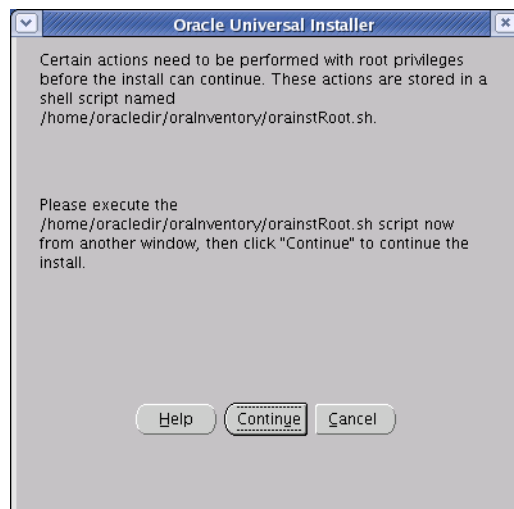 Oracle Universal Installer
Certain actions need to be performed with root privileges
before the install can continue. These actions are stored in a
shell script named
/home/oracledir/oraInventory/orainstRoot.sh.
Please execute the
/home/oracledir/oraInventory/orainstRoot.sh script now
from another window, then click "Continue" to continue the
install.
Help Continue Cancel